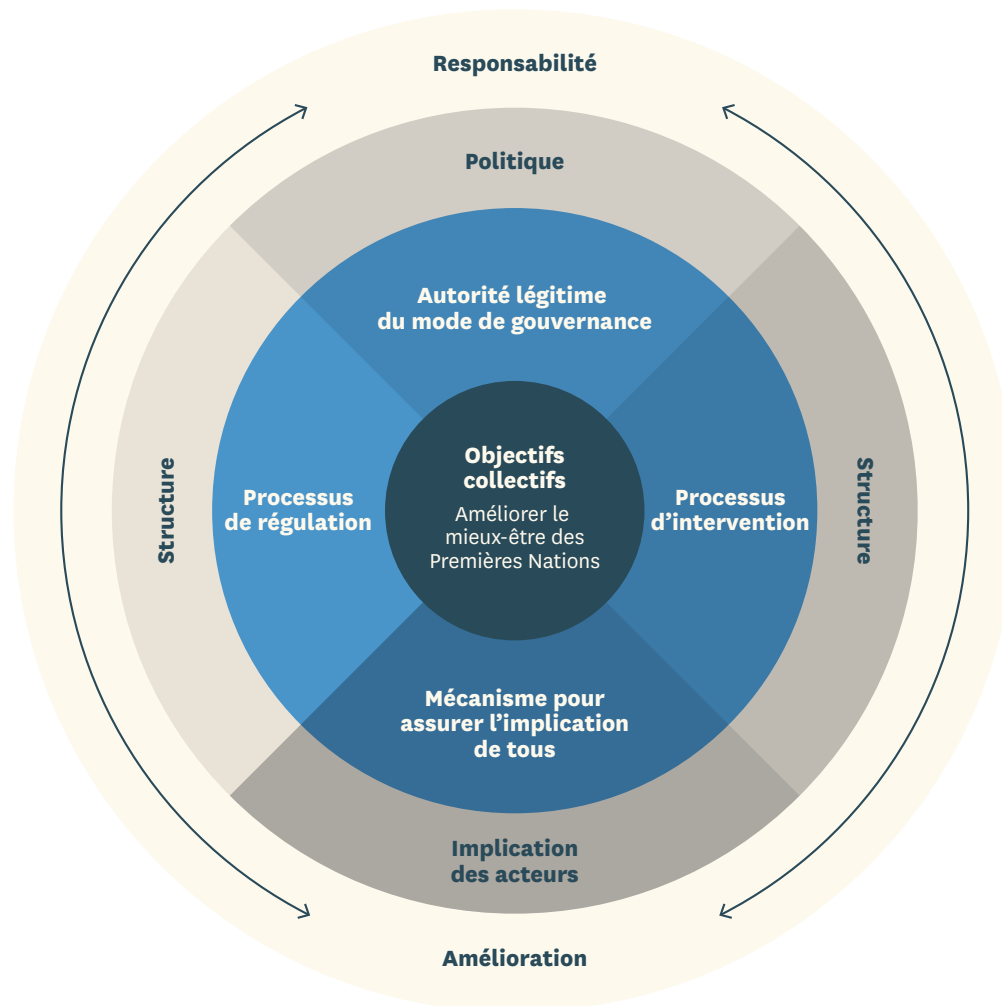 Responsabilité
Politique
Autorité légitime
du mode de gouvernance
Structure
Processus
de régulation
Objectifs
collectifs
Améliorer le
mieux-être des
Premières Nations
Processus
d’intervention
Structure
Mécanisme pour
assurer l’implication
de tous
Implication
des acteurs
Amélioration